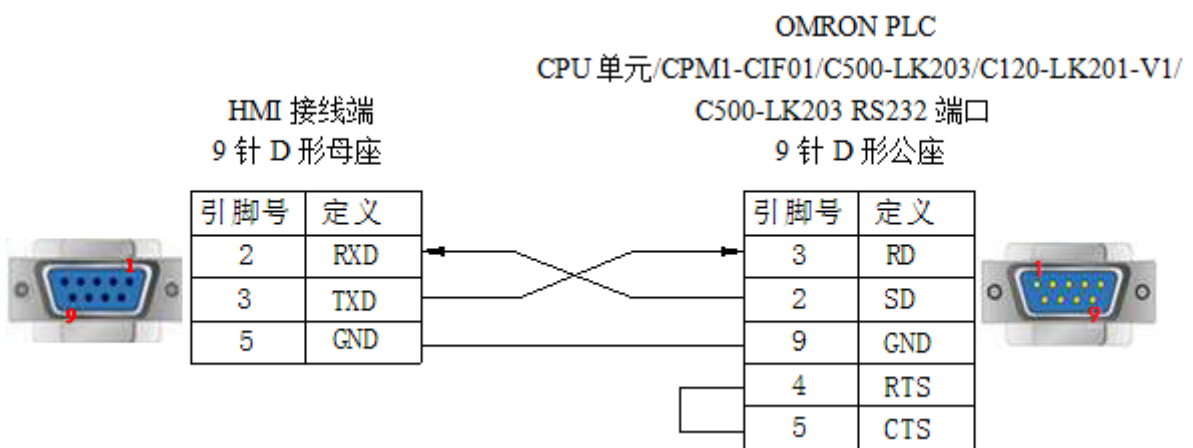 OMRON PLC
CPU 单元/CPM1-CIF01/C500-LK203/C120-LK201-V1/
C500-LK203 RS232 端口
9 针 D 形公座
HMI 接线端
9 针 D 形母座
引脚号 定义
2 RXD
3 TXD
5 GND
1
9
引脚号 定义
3 RD
2 SD
9 GND
4 RTS
5 CTS
1
9